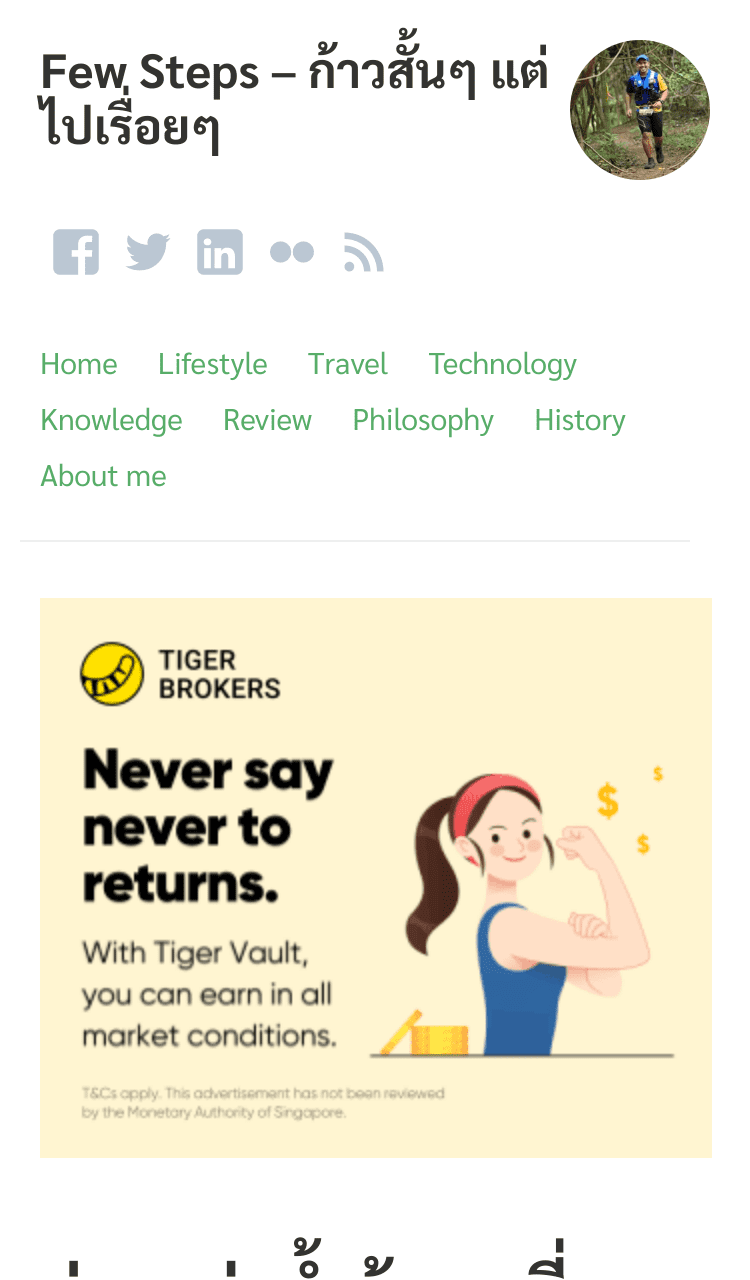 Few Steps – ก้าวสั้นๆ แต่
ไปเรื่อยๆ
Home Lifestyle Travel Technology
Knowledge Review Philosophy History
About me
TIGER
BROKERS
Never say
never to
returns.
With Tiger Vault,
you can earn in all
market conditions.
T&Cs apply. This advertisement has not been reviewed
by the Monetary Authority of Singapore.